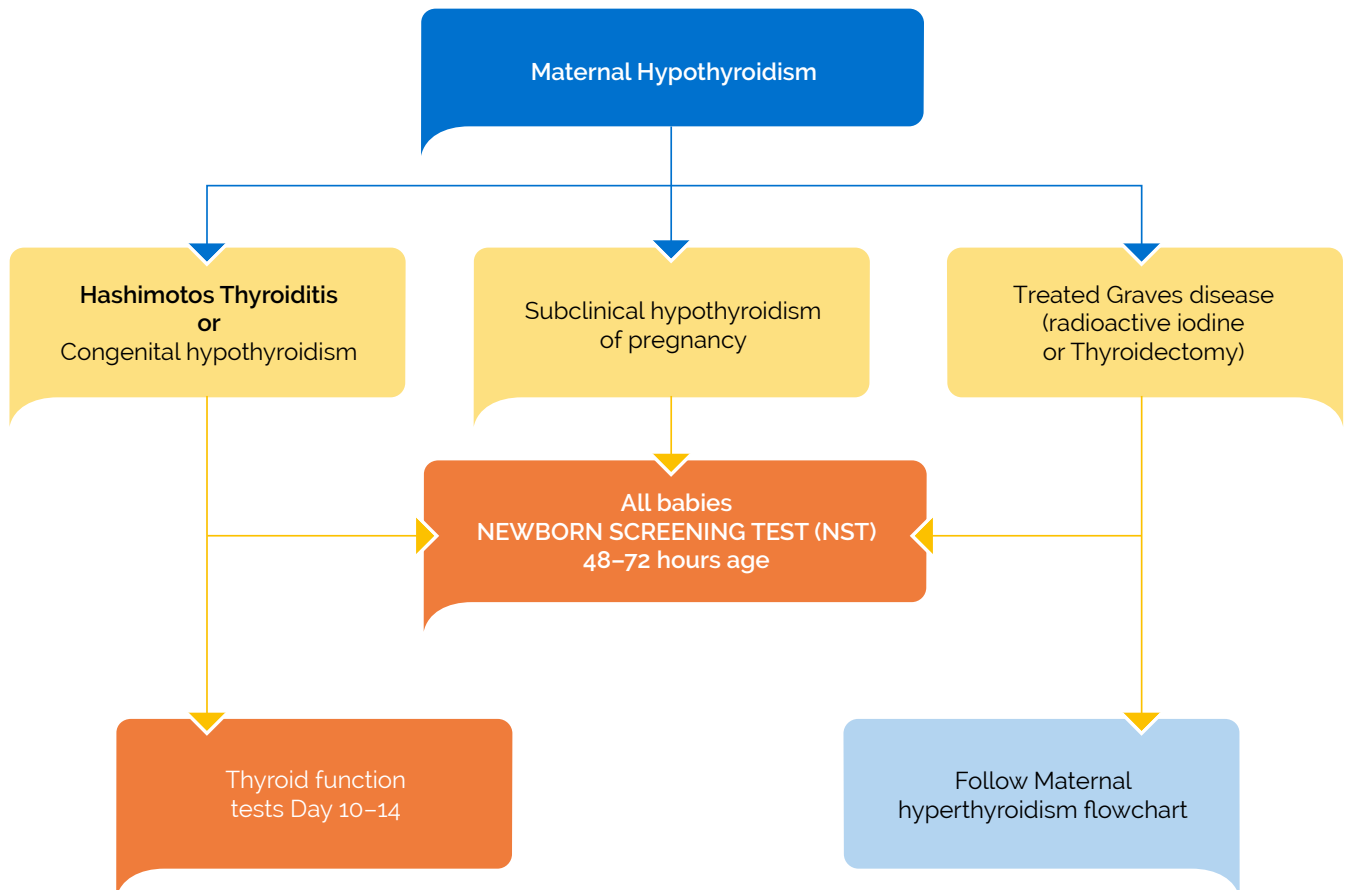 Maternal Hypothyroidism
Hashimotos Thyroiditis
or
Congenital hypothyroidism
Subclinical hypothyroidism
of pregnancy
Treated Graves disease
(radioactive iodine
or Thyroidectomy)
All babies
NEWBORN SCREENING TEST (NST)
48–72 hours age
Thyroid function
tests Day 10–14
Follow Maternal
hyperthyroidism flowchart